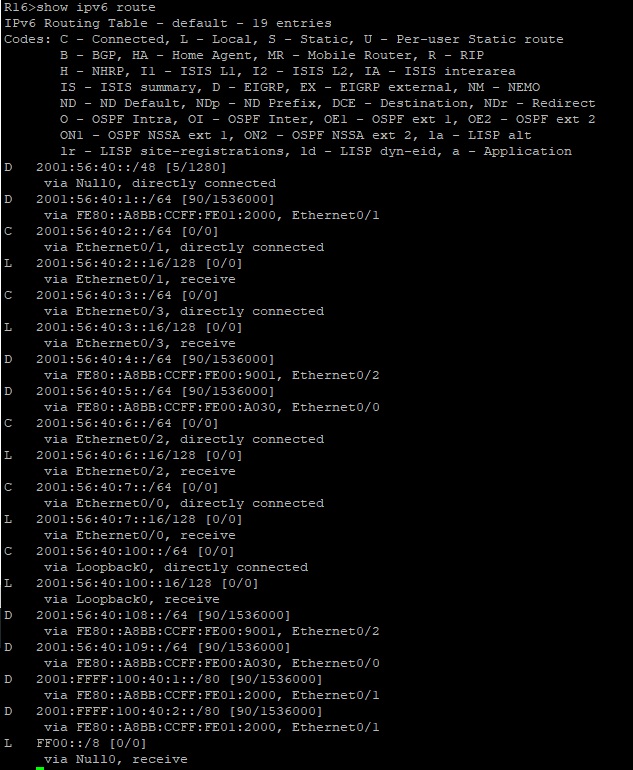 R16>show ipv6 route
IPv6 Routing Table - default - 19 entries
Codes: C - Connected, L - Local, S - Static, U - Per-user Static route
       B - BGP, HA - Home Agent, MR - Mobile Router, R - RIP
       H - NHRP, I1 - ISIS L1, I2 - ISIS L2, IA - ISIS interarea
       IS - ISIS summary, D - EIGRP, EX - EIGRP external, NM - NEMO
       ND - ND Default, NDp - ND Prefix, DCE - Destination, NDr - Redirect
       O - OSPF Intra, OI - OSPF Inter, OE1 - OSPF ext 1, OE2 - OSPF ext 2
       ON1 - OSPF NSSA ext 1, ON2 - OSPF NSSA ext 2, la - LISP alt
       lr - LISP site-registrations, ld - LISP dyn-eid, a - Application
D   2001:56:40::/48 [5/1280]
     via Null0, directly connected
D   2001:56:40:1::/64 [90/1536000]
     via FE80::A8BB:CCFF:FE01:2000, Ethernet0/1
C   2001:56:40:2::/64 [0/0]
     via Ethernet0/1, directly connected
L   2001:56:40:2::16/128 [0/0]
     via Ethernet0/1, receive
C   2001:56:40:3::/64 [0/0]
     via Ethernet0/3, directly connected
L   2001:56:40:3::16/128 [0/0]
     via Ethernet0/3, receive
D   2001:56:40:4::/64 [90/1536000]
     via FE80::A8BB:CCFF:FE00:9001, Ethernet0/2
D   2001:56:40:5::/64 [90/1536000]
     via FE80::A8BB:CCFF:FE00:A030, Ethernet0/0
C   2001:56:40:6::/64 [0/0]
     via Ethernet0/2, directly connected
L   2001:56:40:6::16/128 [0/0]
     via Ethernet0/2, receive
C   2001:56:40:7::/64 [0/0]
     via Ethernet0/0, directly connected
L   2001:56:40:7::16/128 [0/0]
     via Ethernet0/0, receive
C   2001:56:40:100::/64 [0/0]
     via Loopback0, directly connected
L   2001:56:40:100::16/128 [0/0]
     via Loopback0, receive
D   2001:56:40:108::/64 [90/1536000]
     via FE80::A8BB:CCFF:FE00:9001, Ethernet0/2
D   2001:56:40:109::/64 [90/1536000]
     via FE80::A8BB:CCFF:FE00:A030, Ethernet0/0
D   2001:FFFF:100:40:1::/80 [90/1536000]
     via FE80::A8BB:CCFF:FE01:2000, Ethernet0/1
D   2001:FFFF:100:40:2::/80 [90/1536000]
     via FE80::A8BB:CCFF:FE01:2000, Ethernet0/1
L   FF00::/8 [0/0]
     via Null0, receive